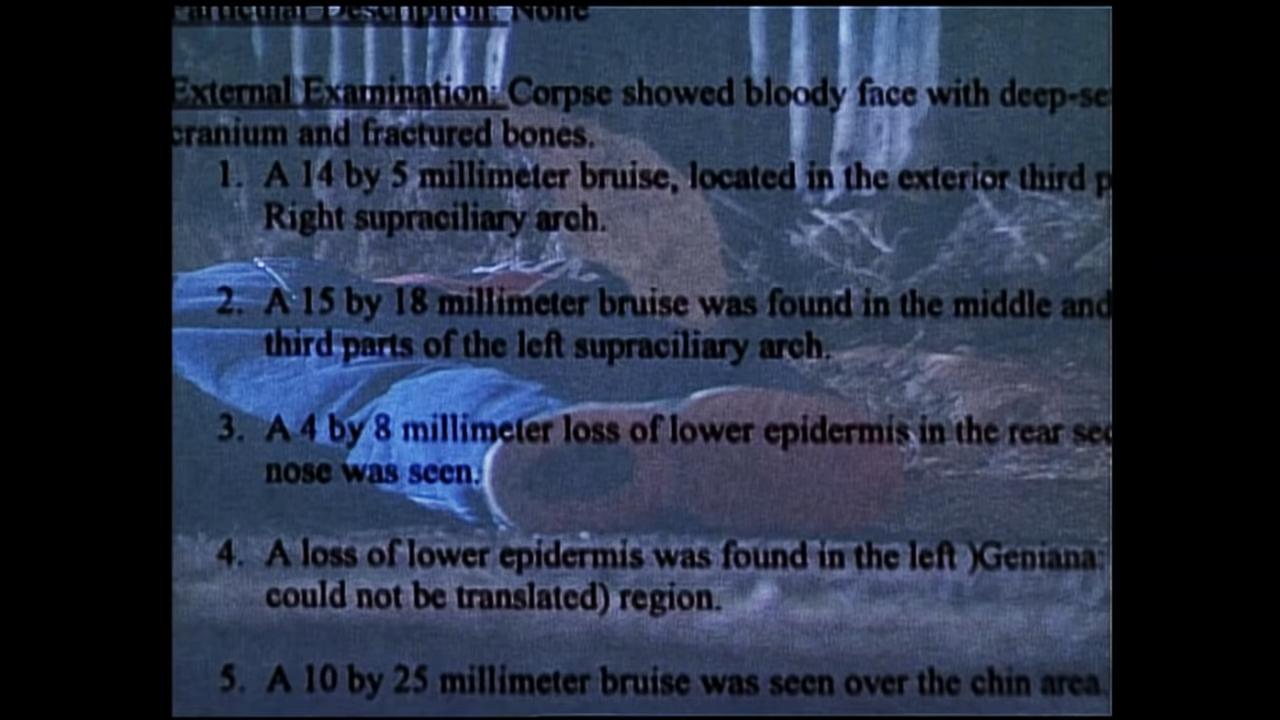 Particular Description: None
External Examination: Corpse showed bloody face with deep-se
cranium and fractured bones.
1. A 14 by 5 millimeter bruise, located in the exterior third p
Right supraciliary arch.
2. A 15 by 18 millimeter bruise was found in the middle and
third parts of the left supraciliary arch.
3. A 4 by 8 millimeter loss of lower epidermis in the rear sec
nose was seen.
4. A loss of lower epidermis was found in the left )Geniana:
could not be translated) region.
5. A 10 by 25 millimeter bruise was seen over the chin area.